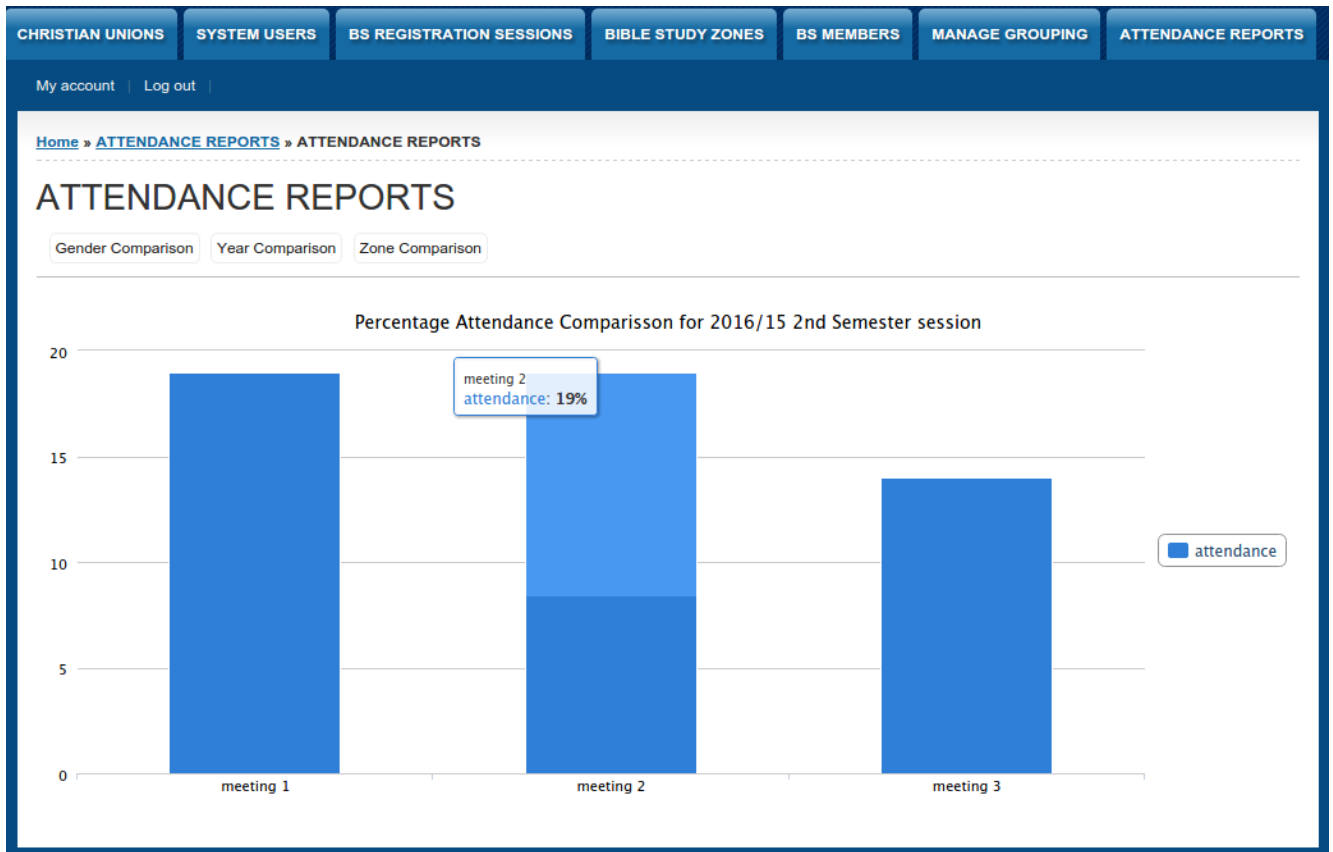 CHRISTIAN UNIONS SYSTEM USERS BS REGISTRATION SESSIONS BIBLE STUDY ZONES BS MEMBERS MANAGE GROUPING ATTENDANCE REPORTS
My account | Log out |
Home » ATTENDANCE REPORTS » ATTENDANCE REPORTS
ATTENDANCE REPORTS
Gender Comparison Year Comparison Zone Comparison
Percentage Attendance Comparisson for 2016/15 2nd Semester session
20
meeting 2
attendance: 19%
15
10
attendance
5
0
meeting 1 meeting 2 meeting 3